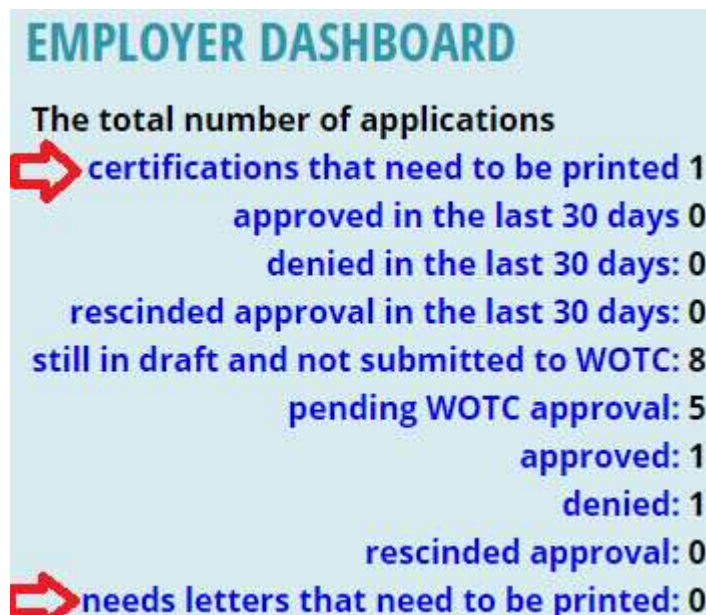 EMPLOYER DASHBOARD
The total number of applications
certifications that need to be printed 1
approved in the last 30 days 0
denied in the last 30 days: 0
rescinded approval in the last 30 days: 0
still in draft and not submitted to WOTC: 8
pending WOTC approval: 5
approved: 1
denied: 1
rescinded approval: 0
needs letters that need to be printed: 0